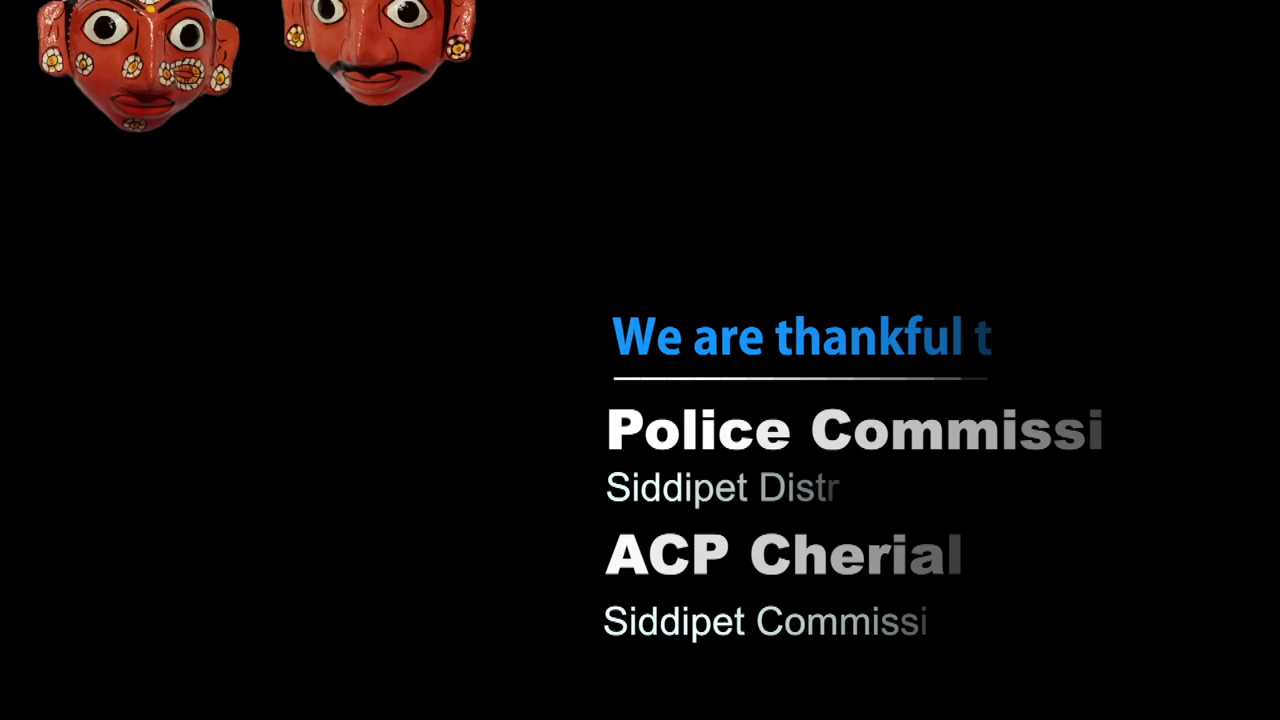 We are thankful t
Police Commissi
Siddipet Distr
ACP Cherial
Siddipet Commissi